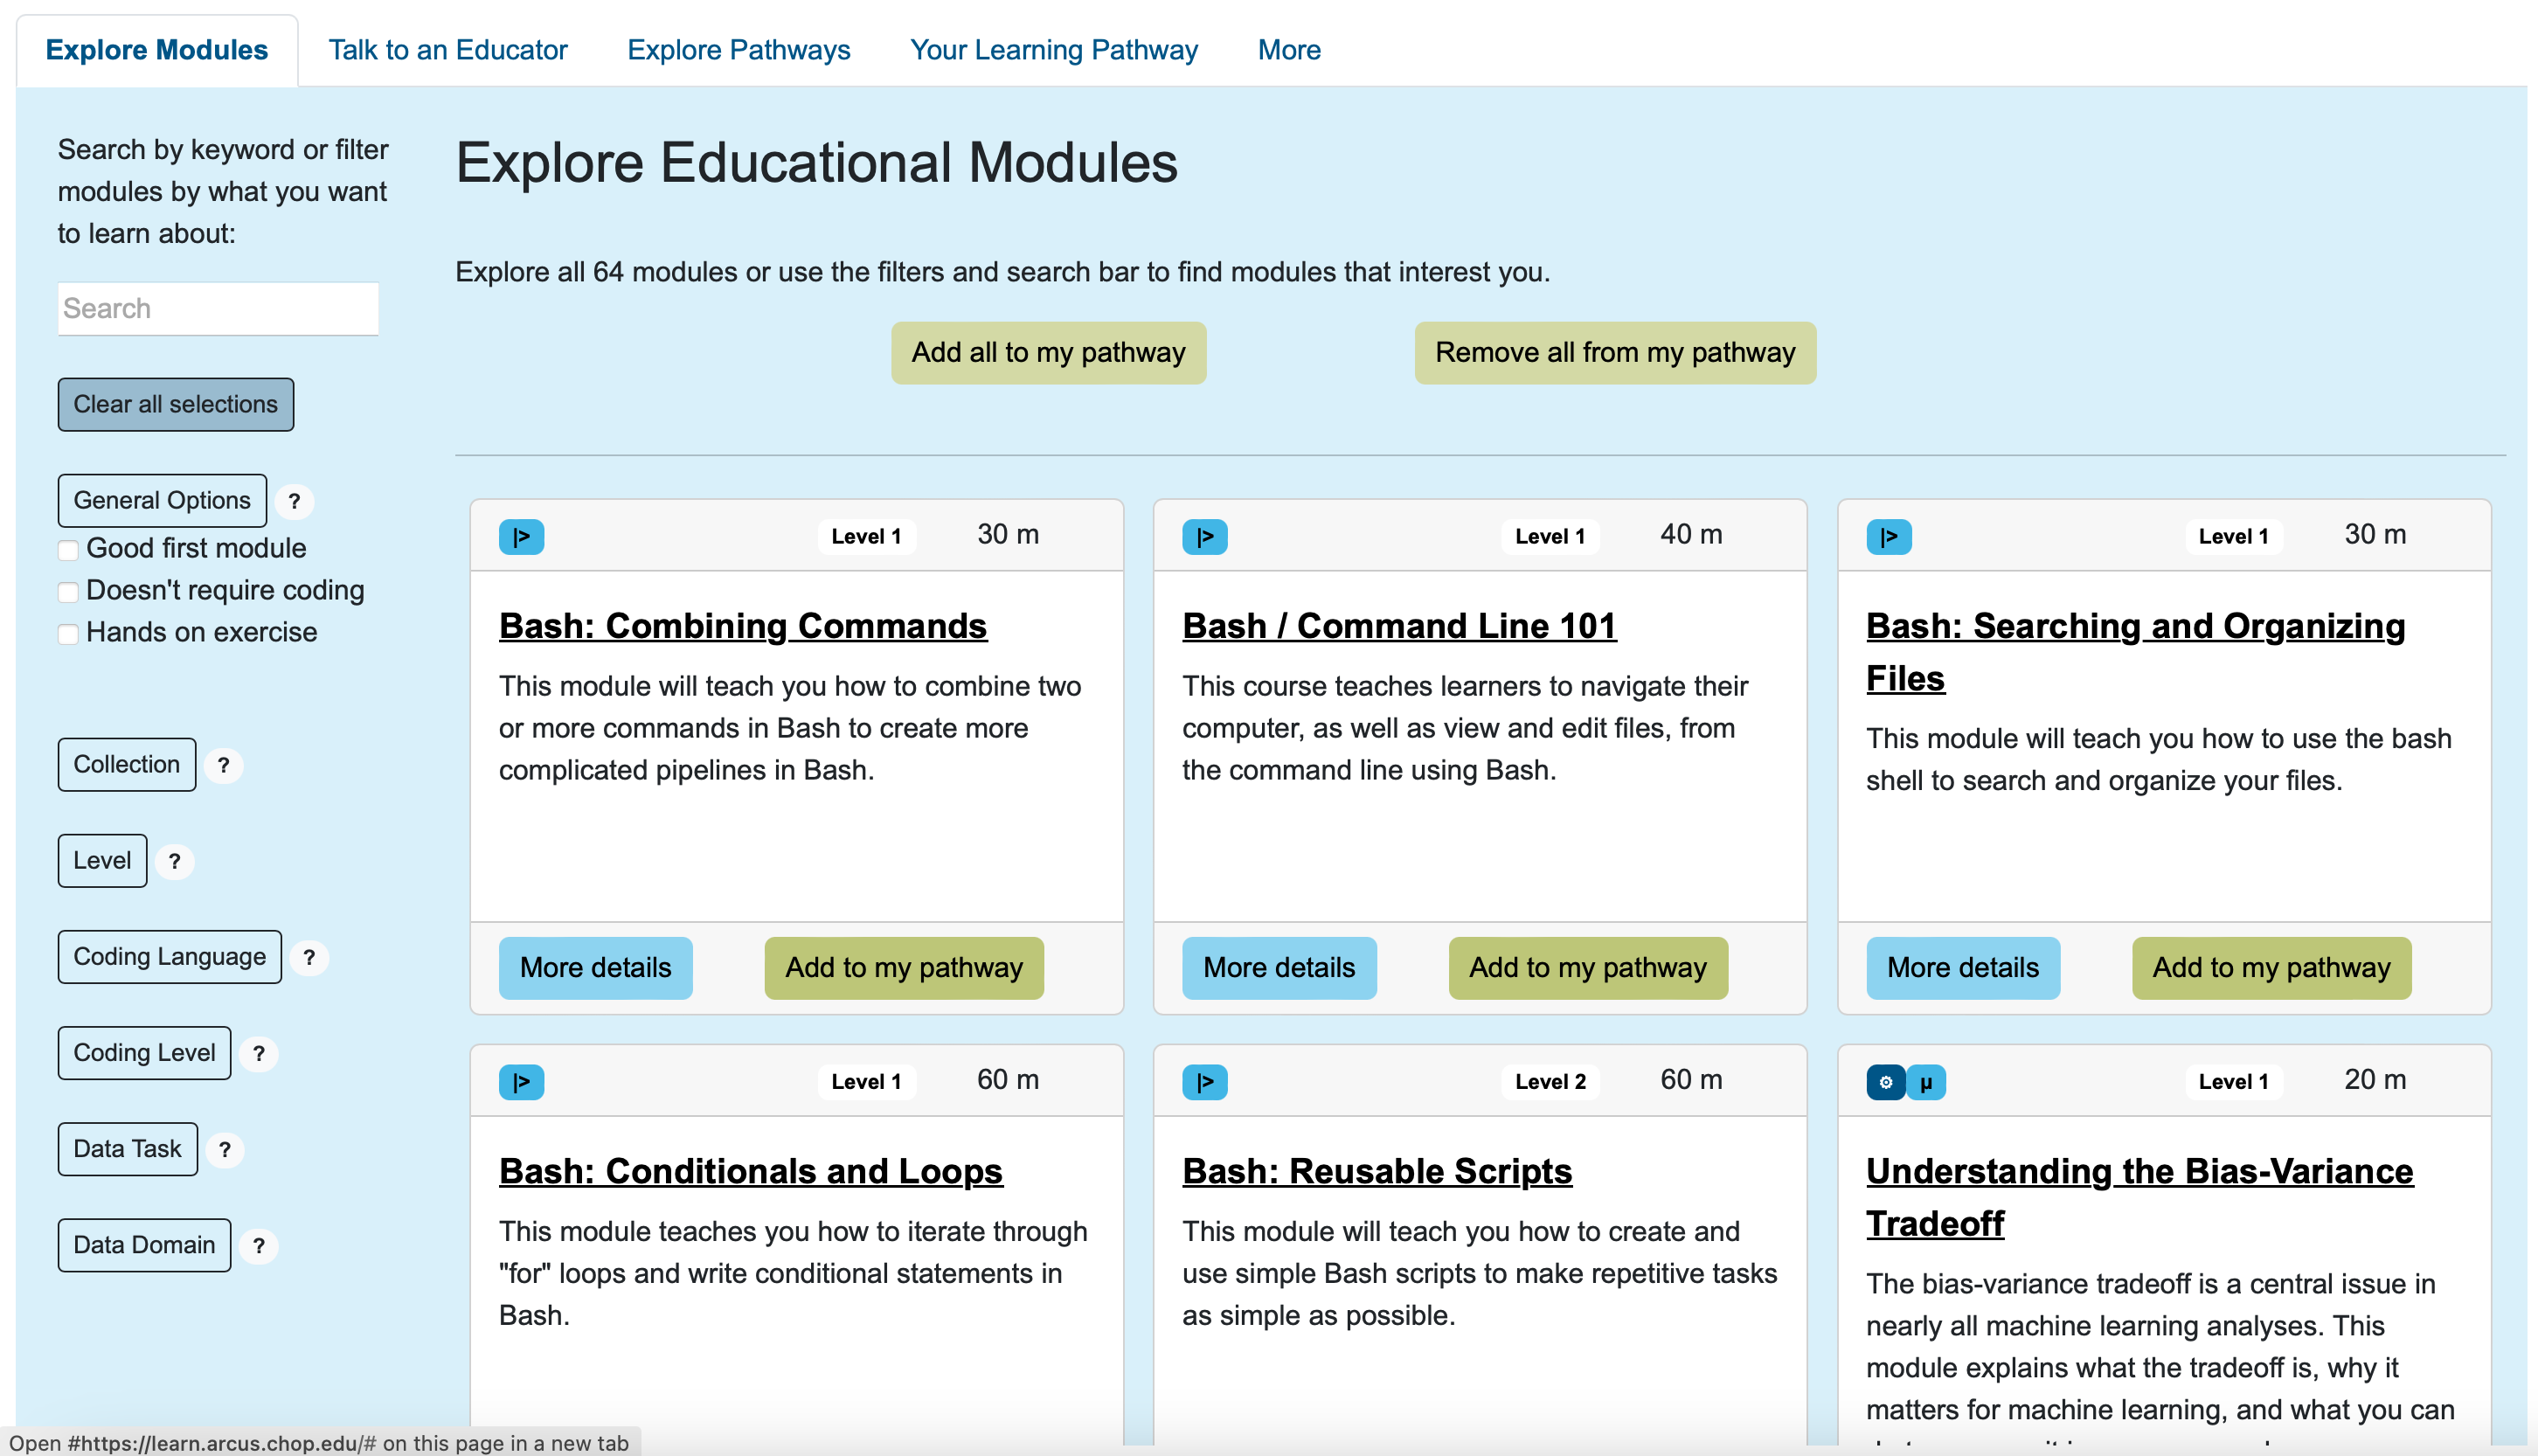 Explore Modules
Talk to an Educator
Explore Pathways
Your Learning Pathway
More
Search by keyword or filter
modules by what you want
to learn about:
Search
Clear all selections
General Options ?
Good first module
Doesn't require coding
Hands on exercise
Collection ?
Level ?
Coding Language ?
Coding Level ?
Data Task ?
Data Domain ?
Explore Educational Modules
Explore all 64 modules or use the filters and search bar to find modules that interest you.
Add all to my pathway
Remove all from my pathway
|> Level 1 30 m
Bash: Combining Commands
This module will teach you how to combine two
or more commands in Bash to create more
complicated pipelines in Bash.
More details
Add to my pathway
|> Level 1 40 m
Bash / Command Line 101
This course teaches learners to navigate their
computer, as well as view and edit files, from
the command line using Bash.
More details
Add to my pathway
|> Level 1 30 m
Bash: Searching and Organizing
Files
This module will teach you how to use the bash
shell to search and organize your files.
More details
Add to my pathway
|> Level 1 60 m
Bash: Conditionals and Loops
This module teaches you how to iterate through
"for" loops and write conditional statements in
Bash.
|> Level 2 60 m
Bash: Reusable Scripts
This module will teach you how to create and
use simple Bash scripts to make repetitive tasks
as simple as possible.
⚙ μ Level 1 20 m
Understanding the Bias-Variance
Tradeoff
The bias-variance tradeoff is a central issue in
nearly all machine learning analyses. This
module explains what the tradeoff is, why it
matters for machine learning, and what you can
Open #https://learn.arcus.chop.edu/# on this page in a new tab